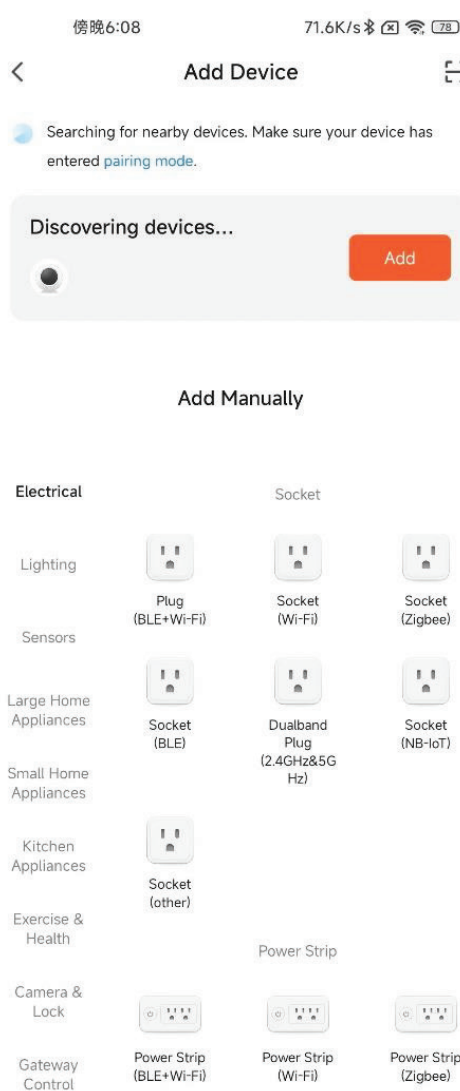 傍晚6:08 71.6K/s 78
Add Device
Searching for nearby devices. Make sure your device has
entered pairing mode.
Discovering devices...
Add
Add Manually
Electrical
Lighting
Sensors
Large Home
Appliances
Small Home
Appliances
Kitchen
Appliances
Exercise &
Health
Camera &
Lock
Gateway
Control
Socket
Plug
(BLE+Wi-Fi)
Socket
(Wi-Fi)
Socket
(Zigbee)
Socket
(BLE)
Dualband
Plug
(2.4GHz&5G
Hz)
Socket
(NB-IoT)
Socket
(other)
Power Strip
Power Strip
(BLE+Wi-Fi)
Power Strip
(Wi-Fi)
Power Strip
(Zigbee)